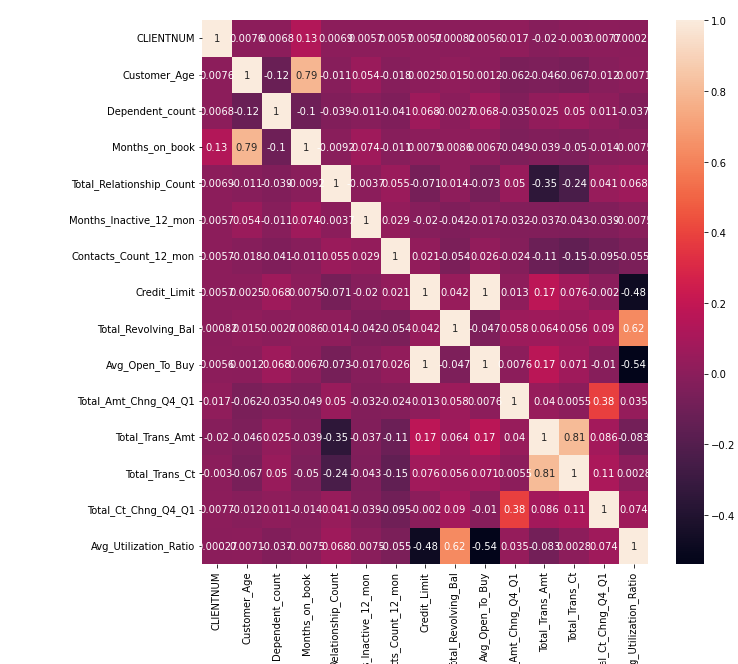 CLIENTNUM 1 0.0076 0.0068 0.13 0.0069 0.0057 0.0057 0.0057 0.00082 0.0056 0.017 -0.02 -0.003 0.0077
Customer_Age 0.0076 1 -0.12 0.79 -0.011 0.054 -0.018 0.0025 0.015 0.0012 -0.062 -0.046 -0.067 -0.012 0.0071
Dependent_count 0.0068 -0.12 1 -0.1 -0.039 -0.011 -0.041 0.068 -0.0027 0.068 -0.035 0.025 0.05 0.011 -0.037
Months_on_book 0.13 0.79 -0.1 1 0.0092 0.074 -0.011 0.0075 0.0086 0.0067 -0.049 -0.039 -0.05 -0.014 -0.0075
Total_Relationship_Count 0.0069 -0.011 -0.039 0.0092 1 0.0037 0.055 -0.071 0.014 -0.073 0.05 -0.35 -0.24 0.041 0.068
Months_Inactive_12_mon 0.0057 0.054 -0.011 0.074 0.0037 1 0.029 -0.02 -0.042 -0.017 -0.032 -0.037 -0.043 -0.039 -0.0075
Contacts_Count_12_mon 0.0057 -0.018 -0.041 -0.011 0.055 0.029 1 0.021 -0.054 0.026 -0.024 -0.11 -0.15 -0.095 -0.055
Credit_Limit 0.0057 0.0025 0.068 0.0075 -0.071 -0.02 0.021 1 0.042 1 0.013 0.17 0.076 -0.002 -0.48
Total_Revolving_Bal 0.00082 0.015 -0.0027 0.0086 0.014 -0.042 -0.054 0.042 1 -0.047 0.058 0.064 0.056 0.09 0.62
Avg_Open_To_Buy 0.0056 0.0012 0.068 0.0067 -0.073 -0.017 0.026 1 -0.047 1 0.0076 0.17 0.071 -0.01 -0.54
Total_Amt_Chng_Q4_Q1 0.017 -0.062 -0.035 -0.049 0.05 -0.032 -0.024 0.013 0.058 0.0076 1 0.04 0.0055 0.38 0.035
Total_Trans_Amt -0.02 -0.046 0.025 -0.039 -0.35 -0.037 -0.11 0.17 0.064 0.17 0.04 1 0.81 0.086 -0.083
Total_Trans_Ct -0.003 -0.067 0.05 -0.05 -0.24 -0.043 -0.15 0.076 0.056 0.071 0.0055 0.81 1 0.11 0.0028
Total_Ct_Chng_Q4_Q1 0.0077 -0.012 0.011 -0.014 0.041 -0.039 -0.095 -0.002 0.09 -0.01 0.38 0.086 0.11 1 0.074
Avg_Utilization_Ratio 0.0071 -0.037 0.0075 0.068 0.0075 -0.055 -0.48 0.62 -0.54 0.035 -0.083 0.0028 0.074 1
CLIENTNUM
Customer_Age
Dependent_count
Months_on_book
Relationship_Count
s_Inactive_12_mon
cts_Count_12_mon
Credit_Limit
otal_Revolving_Bal
Avg_Open_To_Buy
Amt_Chng_Q4_Q1
Total_Trans_Amt
Total_Trans_Ct
al_Ct_Chng_Q4_Q1
g_Utilization_Ratio
1.0
0.8
0.6
0.4
0.2
0.0
−0.2
−0.4